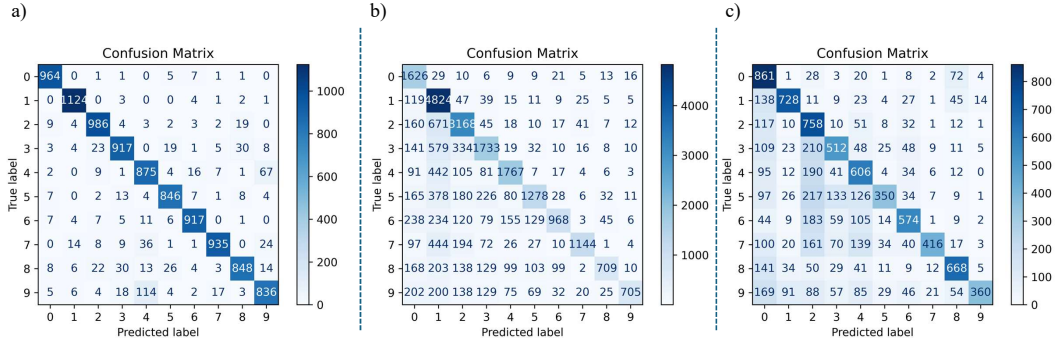 a)
b)
c)
Confusion Matrix
True label
0 964 0 1 1 0 5 7 1 1 0
1 0 1124 0 3 0 0 4 1 2 1
2 9 4 986 4 3 2 3 2 19 0
3 3 4 23 917 0 19 1 5 30 8
4 2 0 9 1 875 4 16 7 1 67
5 7 0 2 13 4 846 7 1 8 4
6 9 4 7 5 11 6 917 0 1 0
7 0 14 8 9 36 1 1 935 0 24
8 8 6 22 30 13 26 4 3 848 14
9 5 6 4 18 114 4 2 17 3 836
0 1 2 3 4 5 6 7 8 9
Predicted label
1000
800
600
400
200
0
Confusion Matrix
True label
0 1626 29 10 6 9 9 21 5 13 16
1 119 4824 47 39 15 11 9 25 5 5
2 160 671 3168 45 18 10 17 41 7 12
3 141 579 334 1733 19 32 10 16 8 10
4 91 442 105 81 1767 7 17 4 6 3
5 165 378 180 226 80 1278 28 6 32 11
6 238 234 120 79 155 129 968 3 45 6
7 97 444 194 72 26 27 10 1144 1 4
8 168 203 138 129 99 103 99 2 709 10
9 202 200 138 129 75 69 32 20 25 705
0 1 2 3 4 5 6 7 8 9
Predicted label
4000
3000
2000
1000
Confusion Matrix
True label
0 861 1 28 3 20 1 8 2 72 4
1 138 728 11 9 23 4 27 1 45 14
2 117 10 758 10 51 8 32 1 12 1
3 109 23 210 512 48 25 48 9 11 5
4 95 12 190 41 606 4 34 6 12 0
5 97 26 217 133 126 350 34 7 9 1
6 44 9 183 59 105 14 574 1 9 2
7 100 20 161 70 139 34 40 416 17 3
8 141 34 50 29 41 11 9 12 668 5
9 169 91 88 57 85 29 46 21 54 360
0 1 2 3 4 5 6 7 8 9
Predicted label
800
700
600
500
400
300
200
100
0